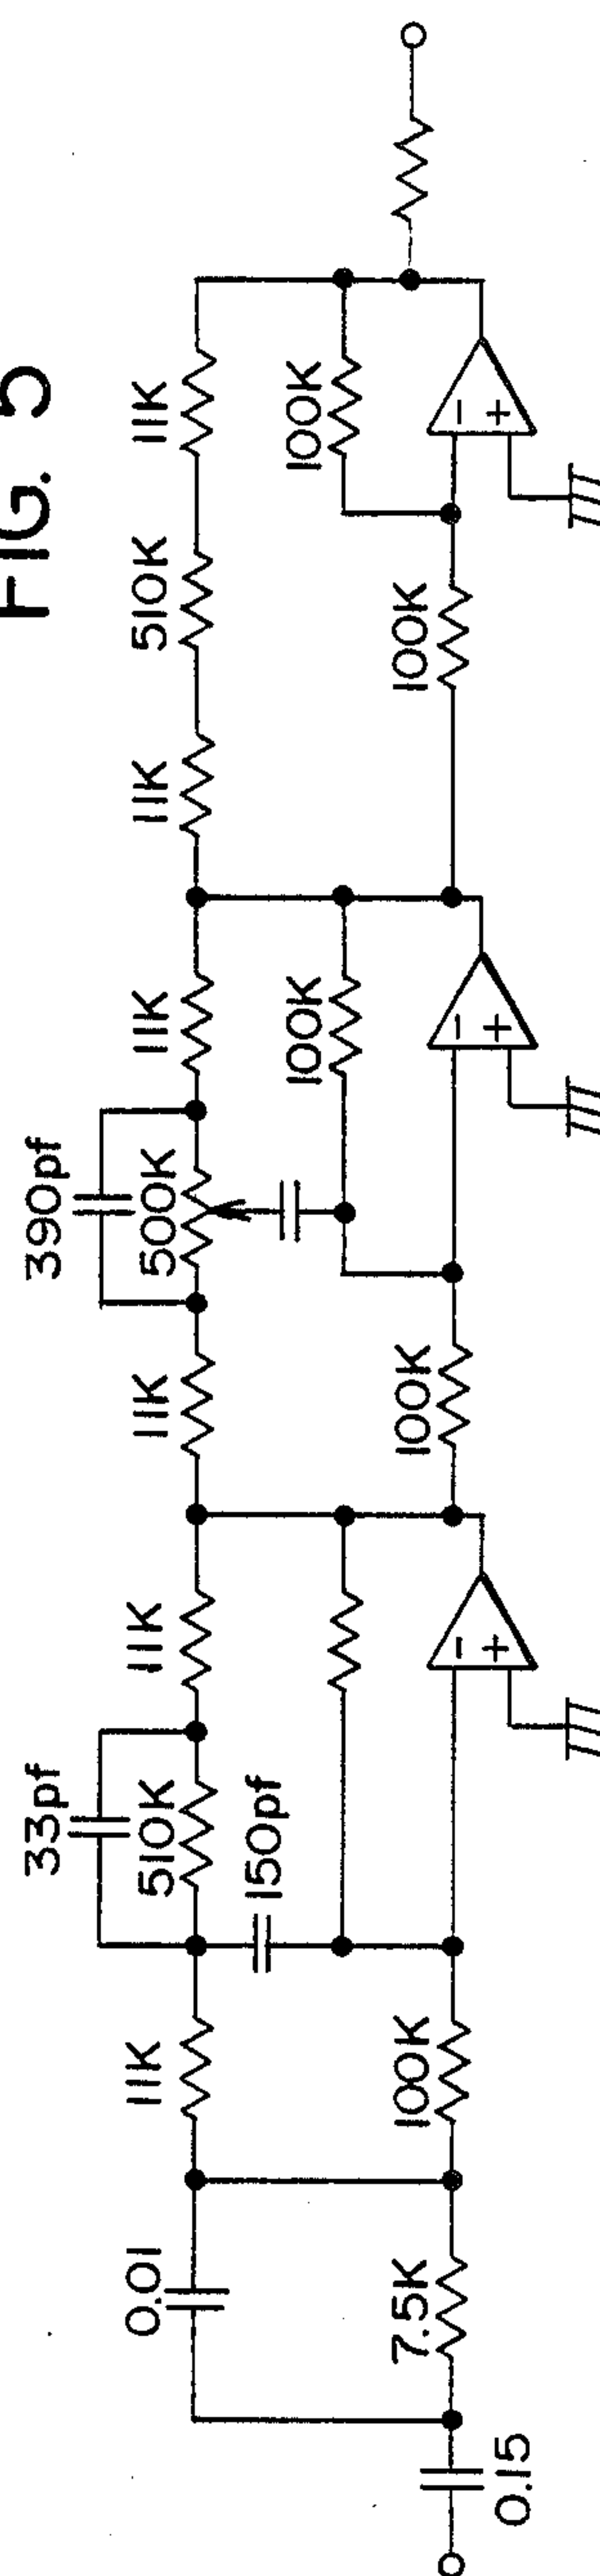 FIG. 5
33pf 390pf
0.01 11K 510K 11K 11K 500K 11K 11K 510K 11K
150pf
100K 100K
7.5K 100K 100K 100K
− − −
+ + +
0.15